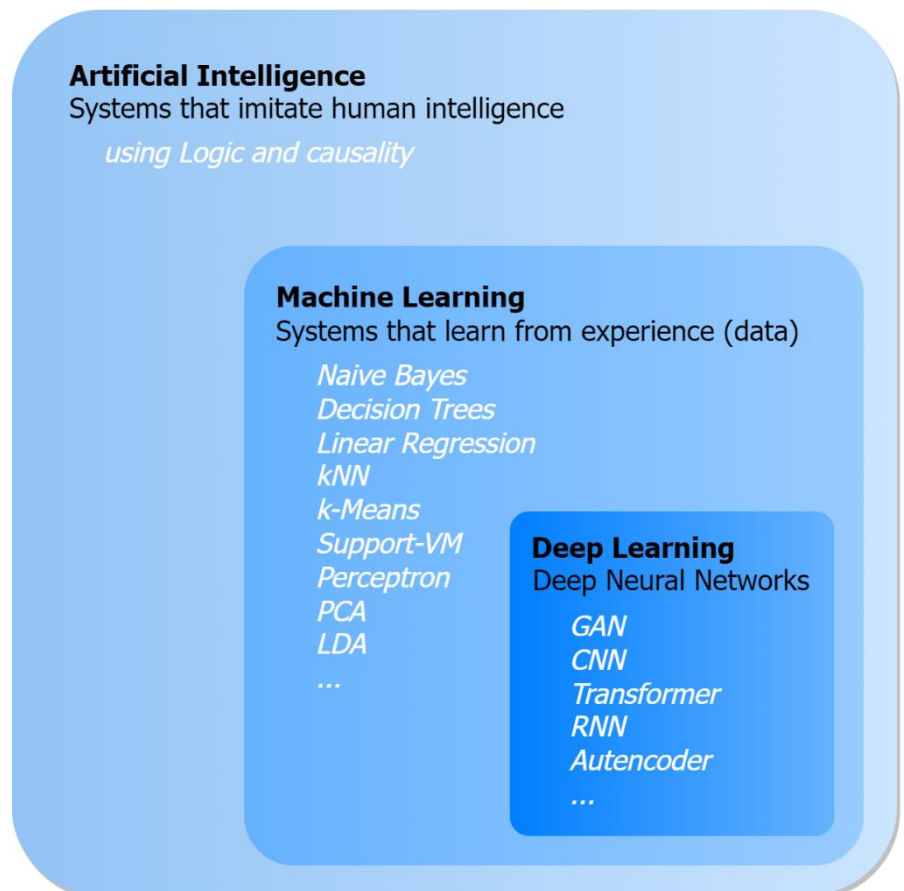 Artificial Intelligence
Systems that imitate human intelligence
using Logic and causality
Machine Learning
Systems that learn from experience (data)
Naive Bayes
Decision Trees
Linear Regression
kNN
k-Means
Support-VM
Perceptron
PCA
LDA
...
Deep Learning
Deep Neural Networks
GAN
CNN
Transformer
RNN
Autencoder
...